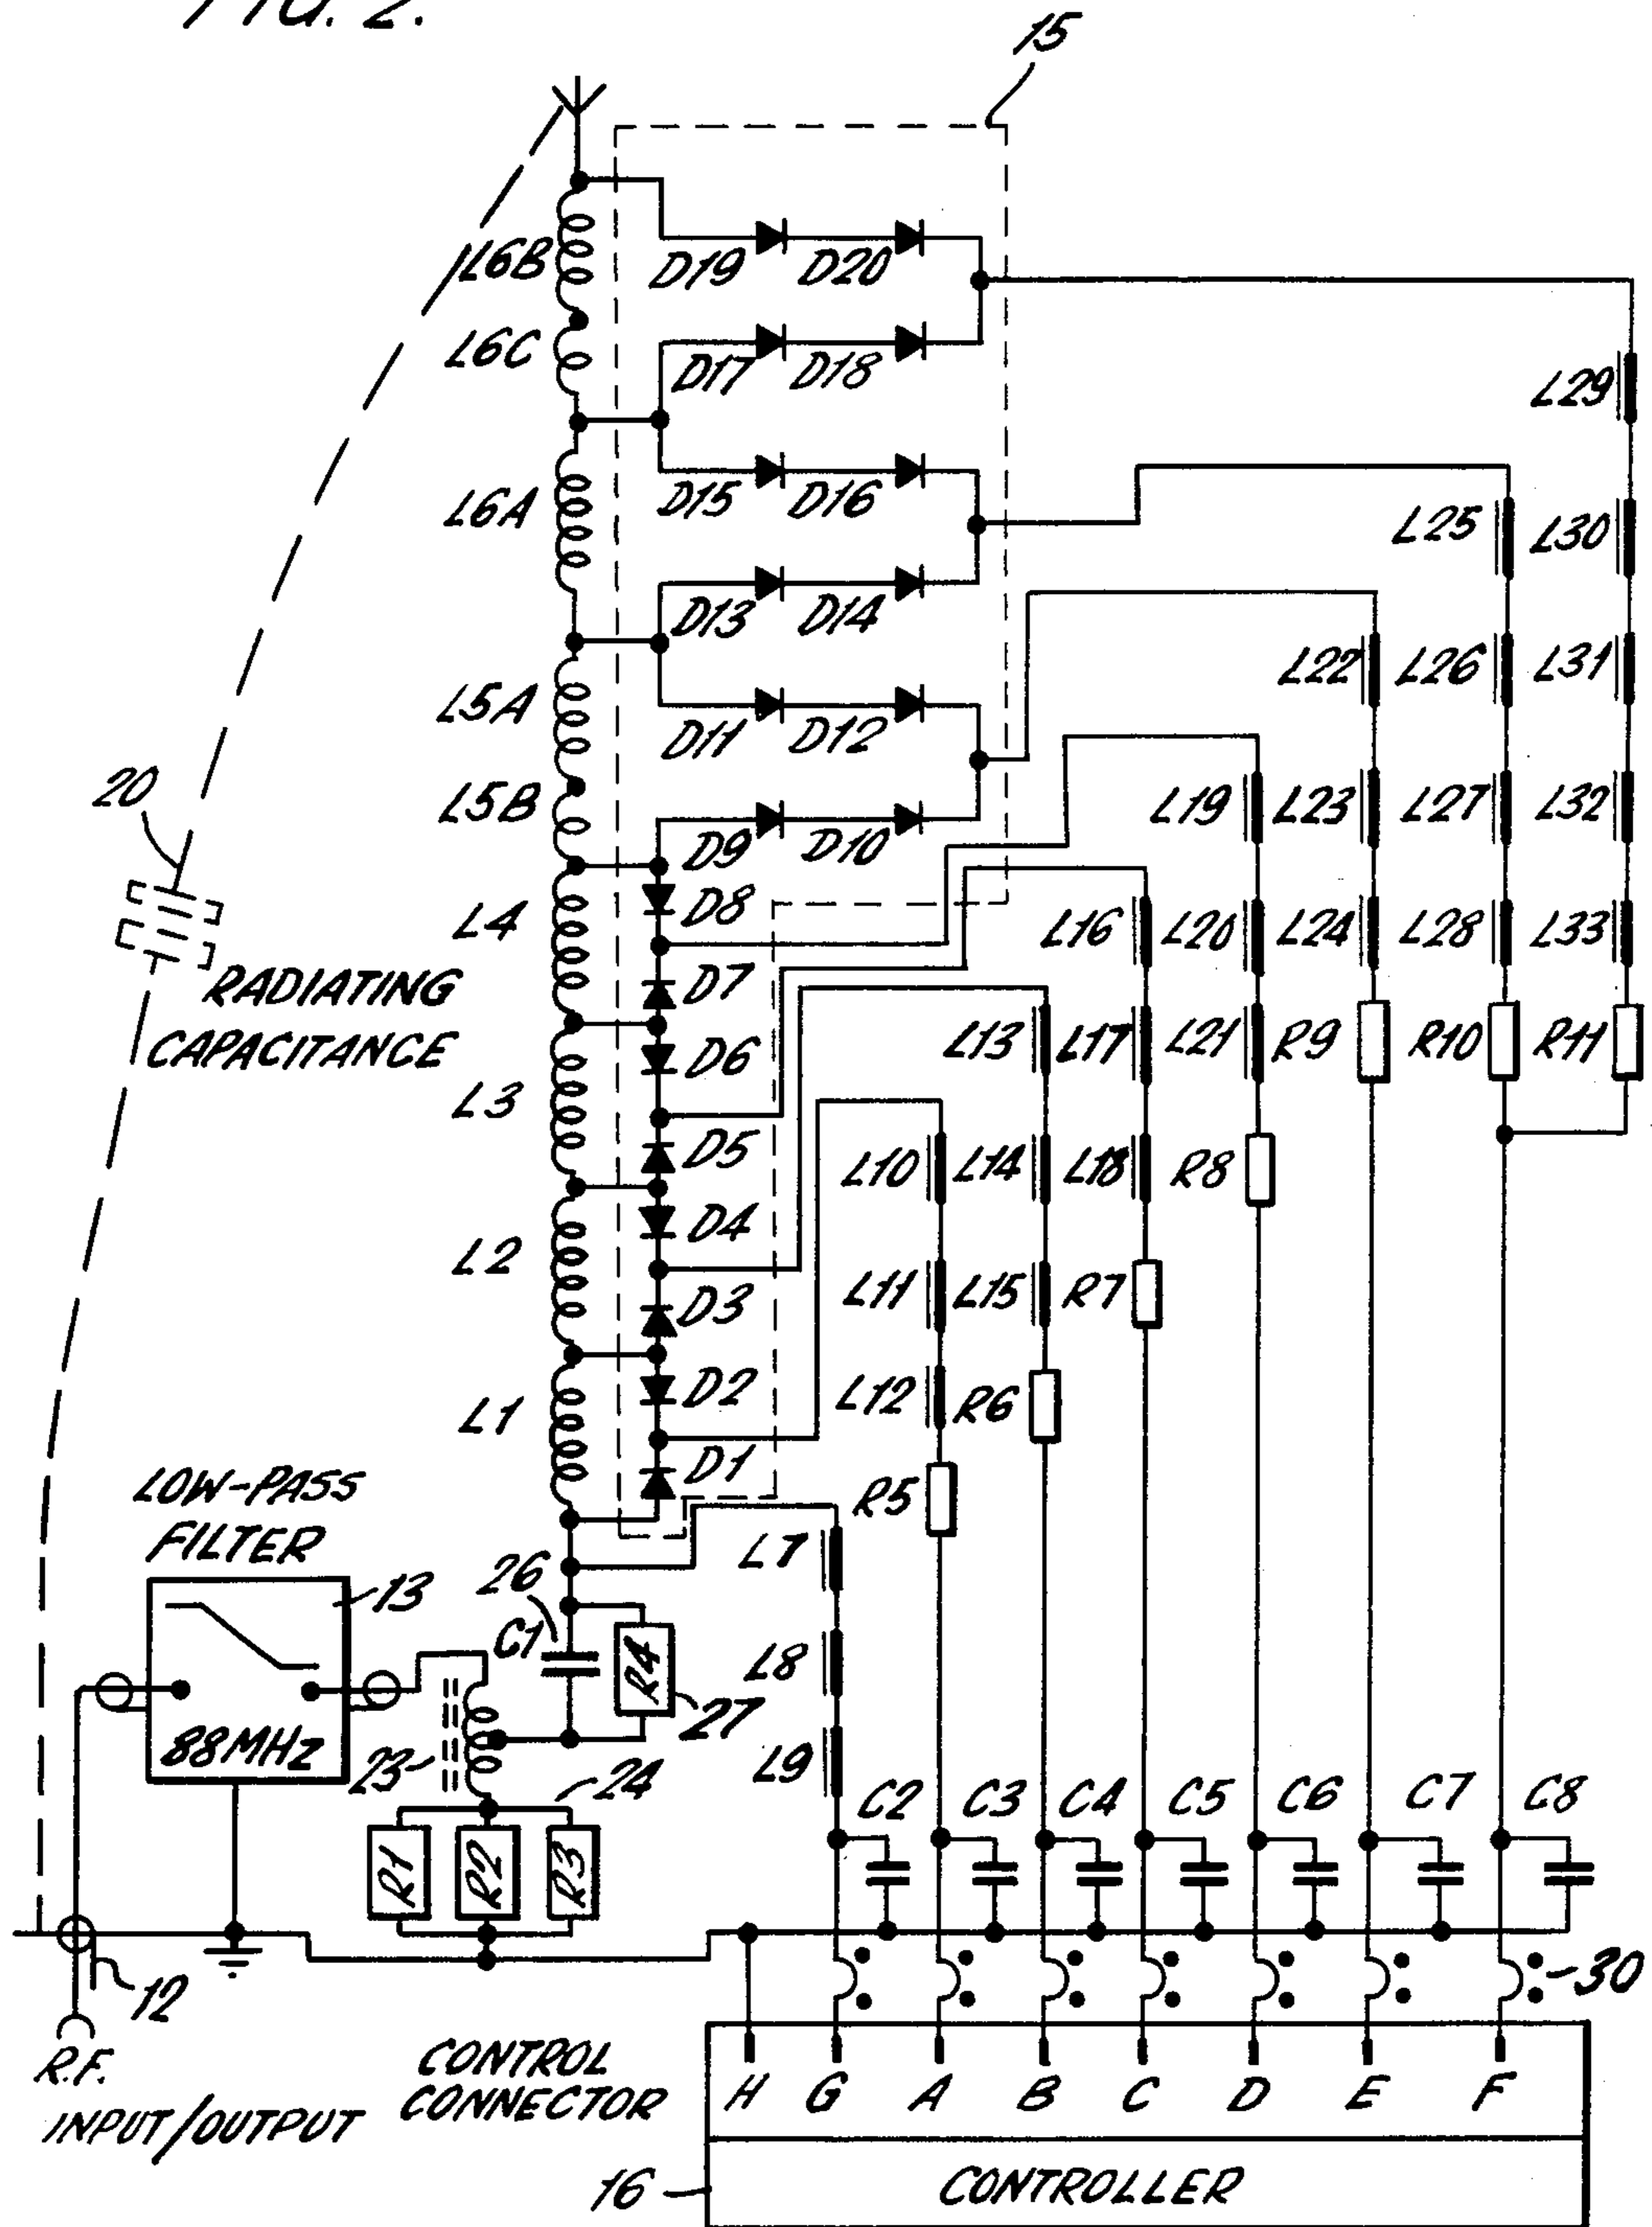 FIG. 2.
15
L6B
D19 D20
L6C
D17 D18
L29
L6A
D15 D16
L25 L30
D13 D14
L22 L26 L31
L5A
D11 D12
20
L5B
L19 L23 L27 L32
D9 D10
D8
L4
L16 L20 L24 L28 L33
RADIATING
CAPACITANCE
D7
L13 L17 L21 R9 R10 R11
D6
L3
D5
L10 L14 L18 R8
D4
L2
D3
L11 L15 R7
D2
L1
L12 R6
D1
LOW-PASS
FILTER
R5
L7
26
13
C1
R4
L8
27
88MHz
23
24
L9
C2 C3 C4 C5 C6 C7 C8
R1 R2 R3
12
30
R.F.
INPUT/OUTPUT
CONTROL
CONNECTOR
H G A B C D E F
16
CONTROLLER